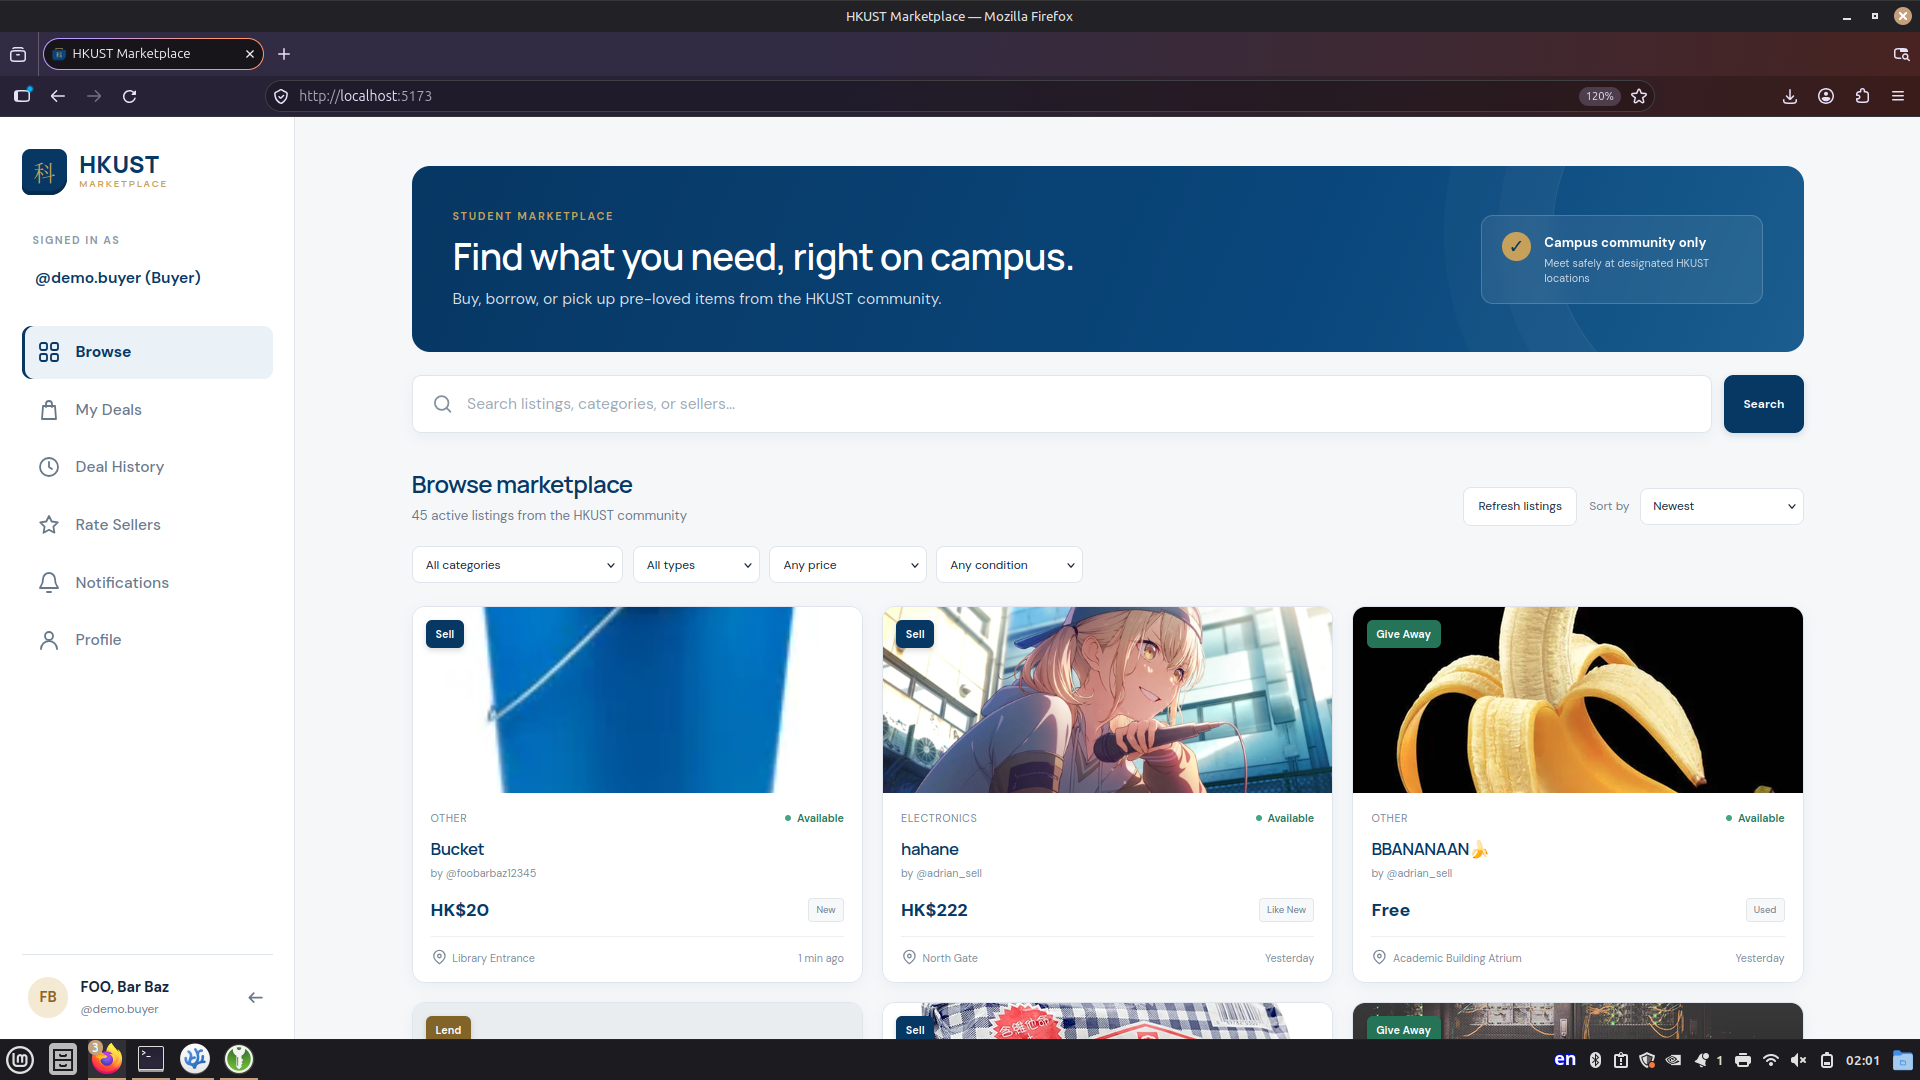 HKUST Marketplace — Mozilla Firefox
HKUST Marketplace
http://localhost:5173
120%
科
HKUST
MARKETPLACE
SIGNED IN AS
@demo.buyer (Buyer)
Browse
My Deals
Deal History
Rate Sellers
Notifications
Profile
FB
FOO, Bar Baz
@demo.buyer
STUDENT MARKETPLACE
Find what you need, right on campus.
Buy, borrow, or pick up pre-loved items from the HKUST community.
Campus community only
Meet safely at designated HKUST
locations
Search listings, categories, or sellers...
Search
Browse marketplace
45 active listings from the HKUST community
Refresh listings
Sort by
Newest
All categories
All types
Any price
Any condition
Sell
OTHER
Available
Bucket
by @foobarbaz12345
HK$20
New
Library Entrance
1 min ago
Sell
ELECTRONICS
Available
hahane
by @adrian_sell
HK$222
Like New
North Gate
Yesterday
Give Away
OTHER
Available
BBANANAAN🍌
by @adrian_sell
Free
Used
Academic Building Atrium
Yesterday
Lend
Sell
Give Away
3
en
1
02:01